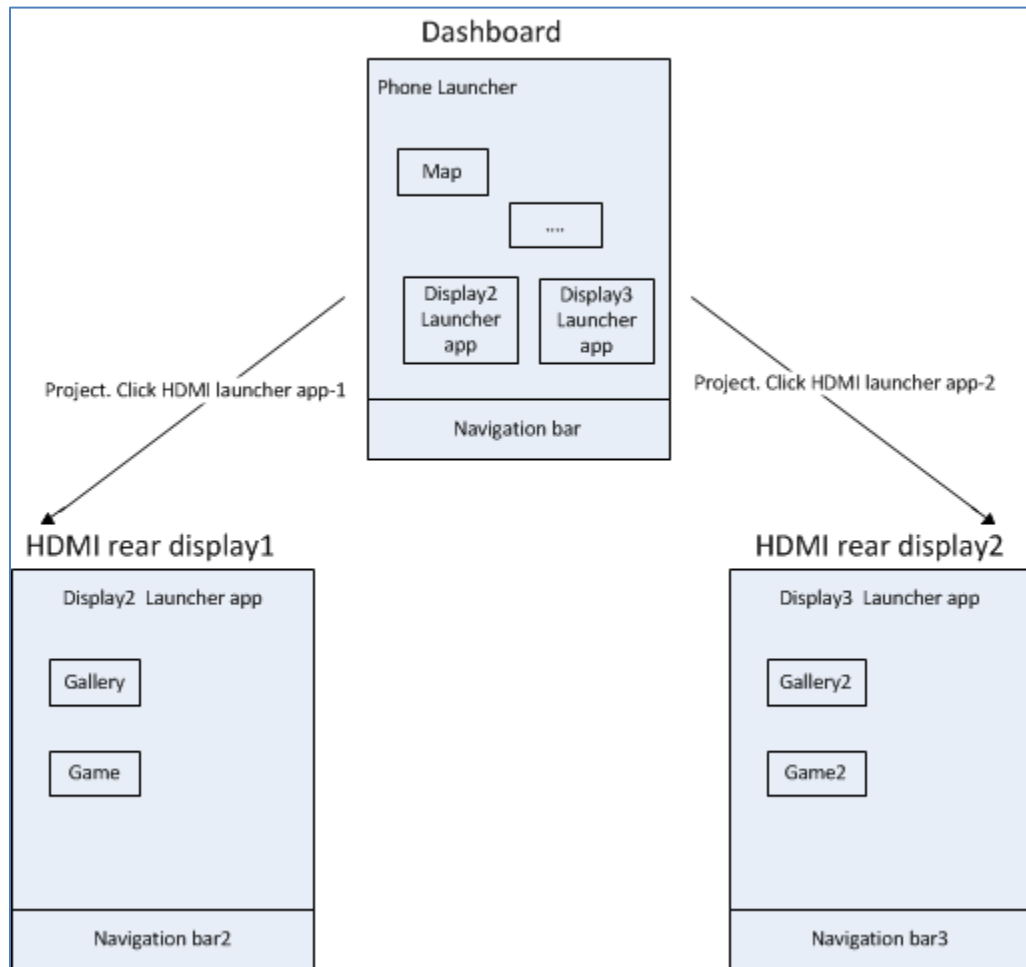 Dashboard
Phone Launcher
Map
....
Display2
Launcher
app
Display3
Launcher
app
Navigation bar
Project. Click HDMI launcher app-1
Project. Click HDMI launcher app-2
HDMI rear display1
Display2 Launcher app
Gallery
Game
Navigation bar2
HDMI rear display2
Display3 Launcher app
Gallery2
Game2
Navigation bar3